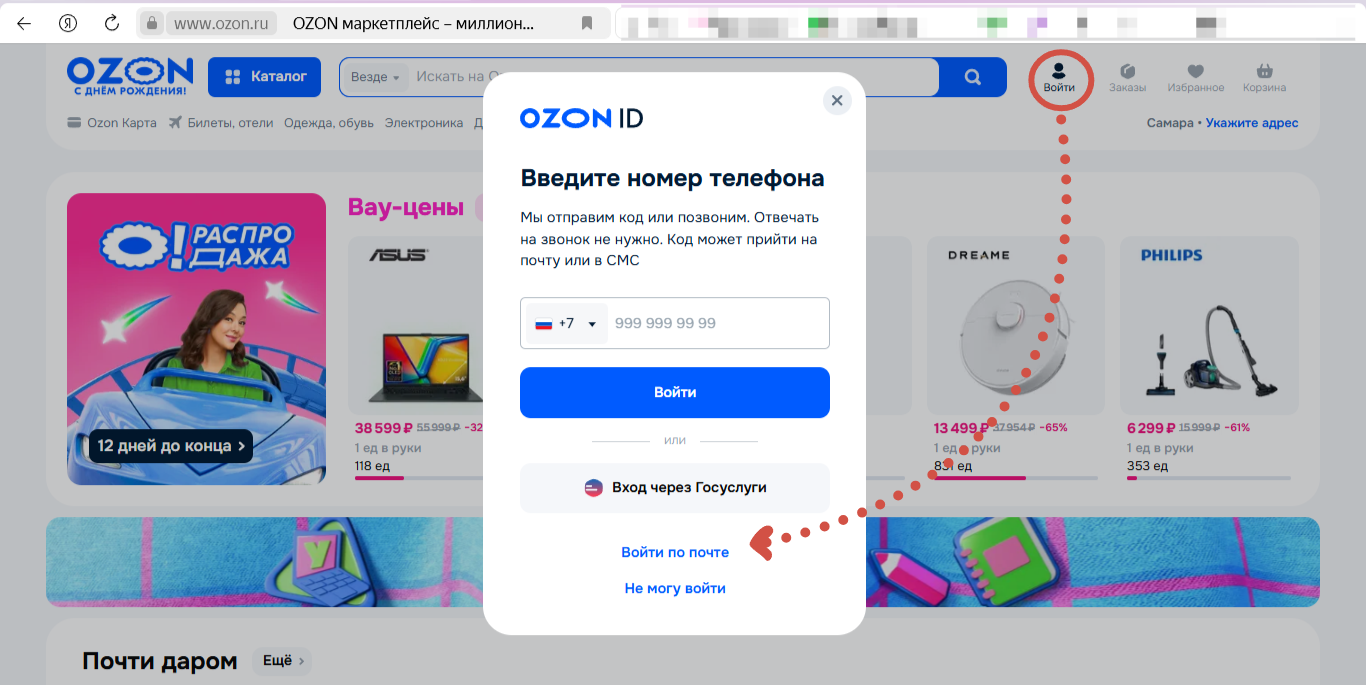 www.ozon.ru OZON маркетплейс – миллион...
OZON
С ДНЁМ РОЖДЕНИЯ!
Каталог
Везде
Искать на O
Войти
Заказы
Избранное
Корзина
Ozon Карта
Билеты, отели
Одежда, обувь
Электроника
Д
Самара • Укажите адрес
О!РАСПРО
ДАЖА
12 дней до конца
Вау-цены
ASUS
38 599 ₽ 55 999 ₽ -32
1 ед в руки
118 ед
OZON ID
Введите номер телефона
Мы отправим код или позвоним. Отвечать
на звонок не нужно. Код может прийти на
почту или в СМС
+7 999 999 99 99
Войти
или
Вход через Госуслуги
Войти по почте
Не могу войти
DREAME
13 499 ₽ 37 954 ₽ -65%
1 ед в руки
831 ед
PHILIPS
6 299 ₽ 15 999 ₽ -61%
1 ед в руки
353 ед
Почти даром
Ещё